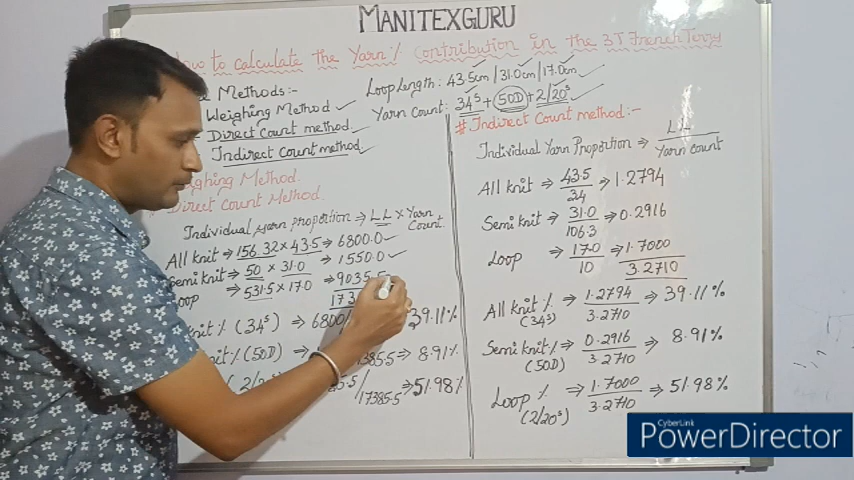 MANITEXGURU
to calculate the Yarn % Contribution in the 3T French Terry
Methods:-
Loop Length: 43.5cm/31.0cm/17.0cm
Weighing Method
Yarn Count: 34s+50D+2/20s
Direct Count method
Indirect Count method
Weighing Method.
Direct Count Method.
Individual yarn proportion ⇒ LL × Yarn Count
All knit ⇒ 156.32 × 43.5 ⇒ 6800.0
Semi knit ⇒ 50 × 31.0 ⇒ 1550.0
Loop ⇒ 531.5 × 17.0 ⇒ 9035.5
173
knit % (34s) ⇒ 6800/ 39.11%
knit % (50D) ⇒ 17385.5 ⇒ 8.91%
/17385.5 ⇒ 51.98%
# Indirect Count method:-
Individual Yarn Proportion ⇒ LL / Yarn Count
All knit ⇒ 43.5/34 ⇒ 1.2794
Semi knit ⇒ 31.0/106.3 ⇒ 0.2916
Loop ⇒ 17.0/10 ⇒ 1.7000
3.2710
All knit % (34s) ⇒ 1.2794/3.2710 ⇒ 39.11%
Semi knit % (50D) ⇒ 0.2916/3.2710 ⇒ 8.91%
Loop % (2/20s) ⇒ 1.7000/3.2710 ⇒ 51.98%
CyberLink
PowerDirector